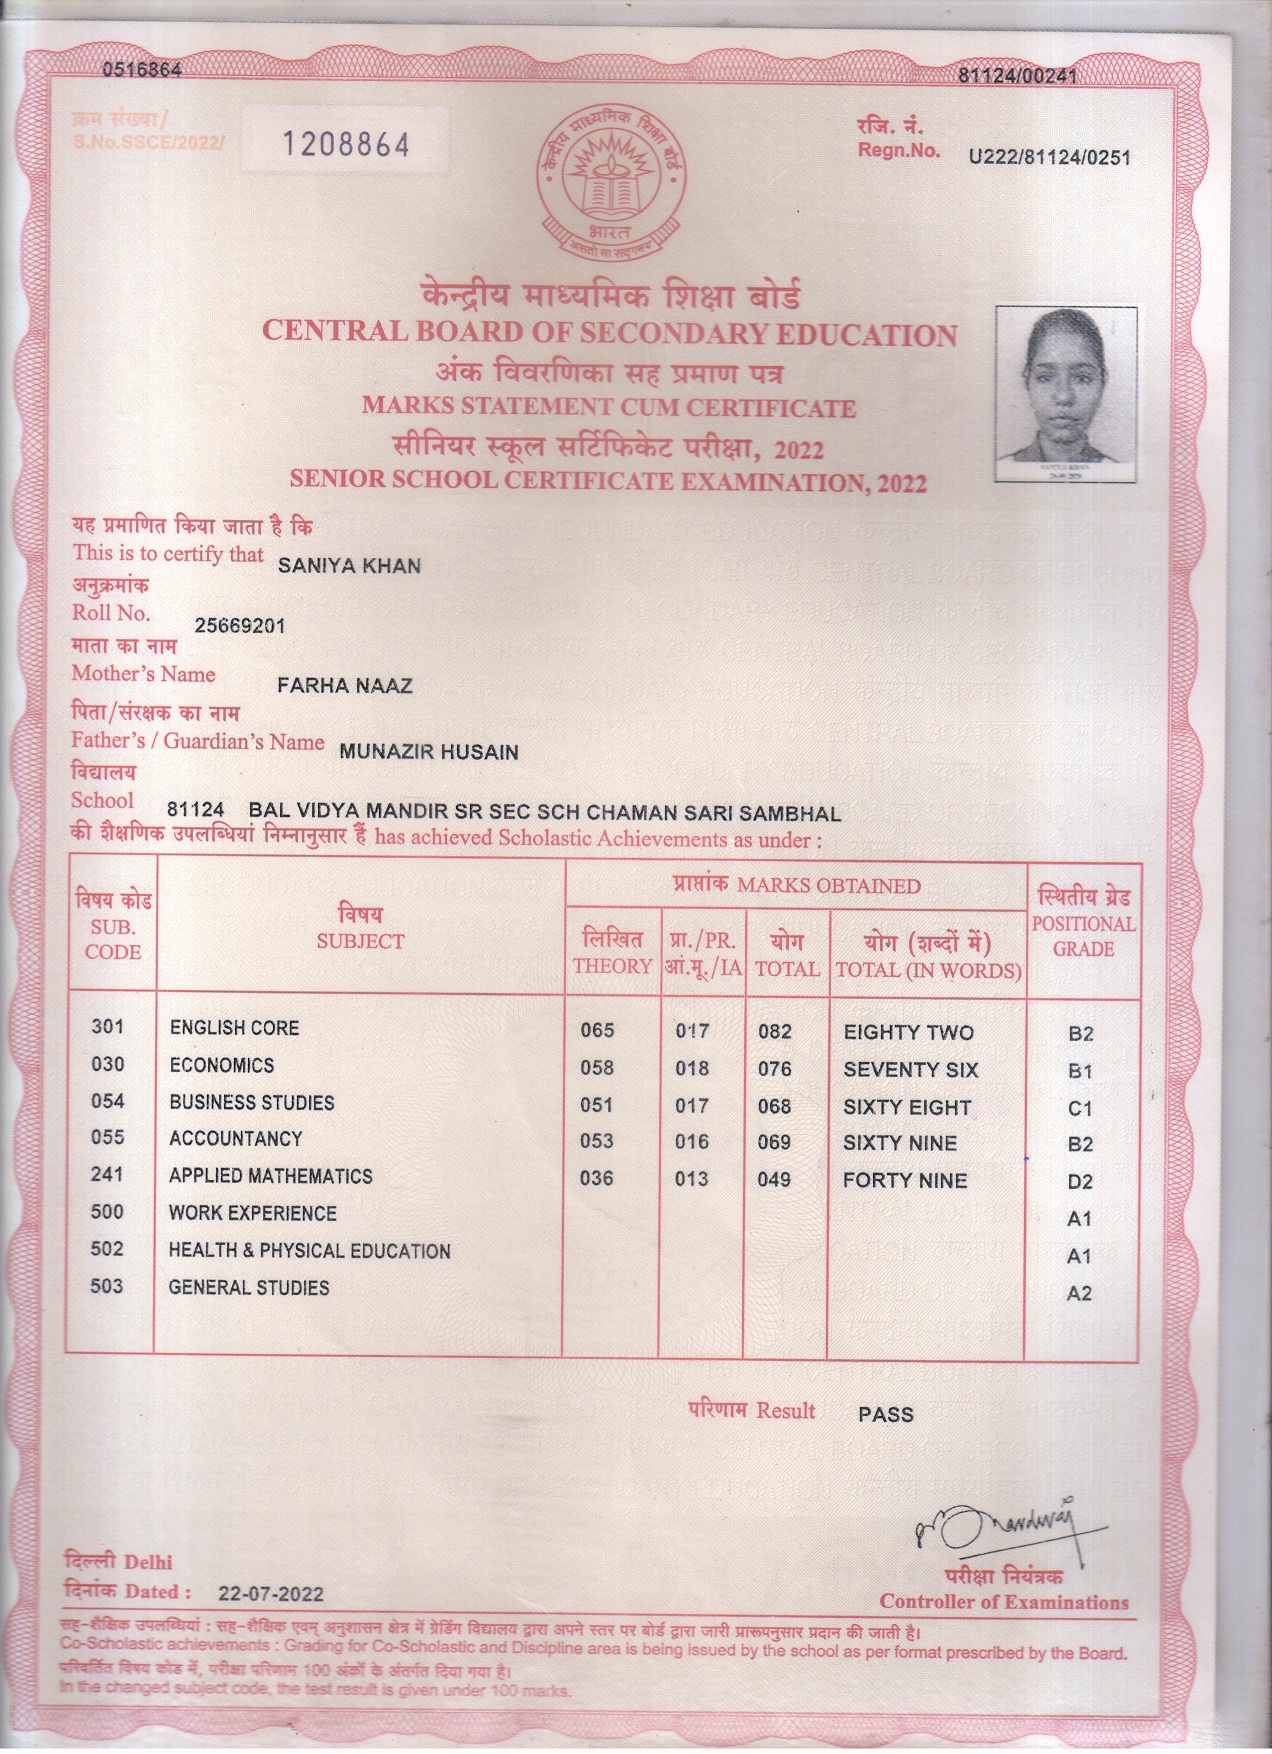 0516864 81124/00241
क्रम संख्या/
S.No.SSCE/2022/ 1208864
रजि. नं.
Regn.No. U222/81124/0251
केन्द्रीय माध्यमिक शिक्षा बोर्ड
भारत
असतो मा सद्गमय
केन्द्रीय माध्यमिक शिक्षा बोर्ड
CENTRAL BOARD OF SECONDARY EDUCATION
अंक विवरणिका सह प्रमाण पत्र
MARKS STATEMENT CUM CERTIFICATE
सीनियर स्कूल सर्टिफिकेट परीक्षा, 2022
SENIOR SCHOOL CERTIFICATE EXAMINATION, 2022
SANIYA KHAN
यह प्रमाणित किया जाता है कि
This is to certify that SANIYA KHAN
अनुक्रमांक
Roll No. 25669201
माता का नाम
Mother's Name FARHA NAAZ
पिता/संरक्षक का नाम
Father's / Guardian's Name MUNAZIR HUSAIN
विद्यालय
School 81124 BAL VIDYA MANDIR SR SEC SCH CHAMAN SARI SAMBHAL
की शैक्षणिक उपलब्धियां निम्नानुसार हैं has achieved Scholastic Achievements as under :
विषय कोड
SUB.
CODE
विषय
SUBJECT
प्राप्तांक MARKS OBTAINED
लिखित
THEORY
प्रा./PR.
आं.मू./IA
योग
TOTAL
योग (शब्दों में)
TOTAL (IN WORDS)
स्थितीय ग्रेड
POSITIONAL
GRADE
301 ENGLISH CORE 065 017 082 EIGHTY TWO B2
030 ECONOMICS 058 018 076 SEVENTY SIX B1
054 BUSINESS STUDIES 051 017 068 SIXTY EIGHT C1
055 ACCOUNTANCY 053 016 069 SIXTY NINE B2
241 APPLIED MATHEMATICS 036 013 049 FORTY NINE D2
500 WORK EXPERIENCE A1
502 HEALTH & PHYSICAL EDUCATION A1
503 GENERAL STUDIES A2
परिणाम Result PASS
दिल्ली Delhi
दिनांक Dated : 22-07-2022
परीक्षा नियंत्रक
Controller of Examinations
सह-शैक्षिक उपलब्धियां : सह-शैक्षिक एवम् अनुशासन क्षेत्र में ग्रेडिंग विद्यालय द्वारा अपने स्तर पर बोर्ड द्वारा जारी प्रारूपनुसार प्रदान की जाती है।
Co-Scholastic achievements : Grading for Co-Scholastic and Discipline area is being issued by the school as per format prescribed by the Board.
परिवर्तित विषय कोड में, परीक्षा परिणाम 100 अंकों के अंतर्गत दिया गया है।
In the changed subject code, the test result is given under 100 marks.